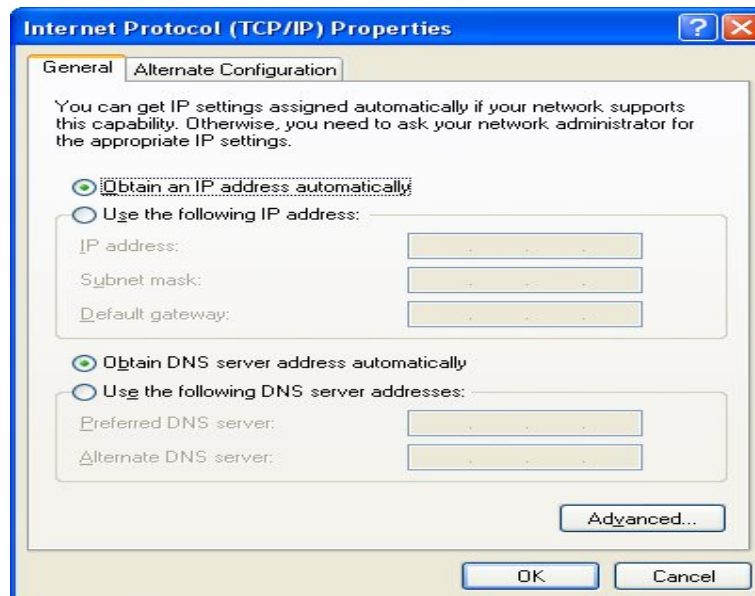 Internet Protocol (TCP/IP) Properties
General
Alternate Configuration
You can get IP settings assigned automatically if your network supports
this capability. Otherwise, you need to ask your network administrator for
the appropriate IP settings.
Obtain an IP address automatically
Use the following IP address:
IP address:
Subnet mask:
Default gateway:
Obtain DNS server address automatically
Use the following DNS server addresses:
Preferred DNS server:
Alternate DNS server:
Advanced...
OK
Cancel